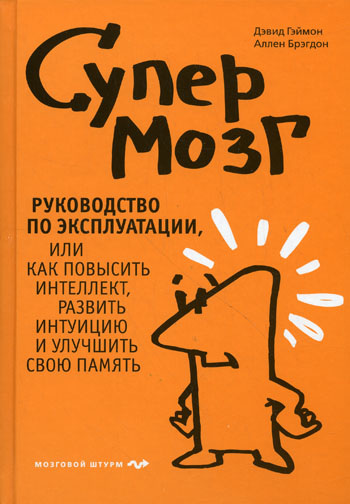 Дэвид Гэймон
Аллен Брэгдон
Супер
мозг
РУКОВОДСТВО
ПО ЭКСПЛУАТАЦИИ,
ИЛИ
КАК ПОВЫСИТЬ
ИНТЕЛЛЕКТ,
РАЗВИТЬ
ИНТУИЦИЮ
И УЛУЧШИТЬ
СВОЮ ПАМЯТЬ
МОЗГОВОЙ ШТУРМ